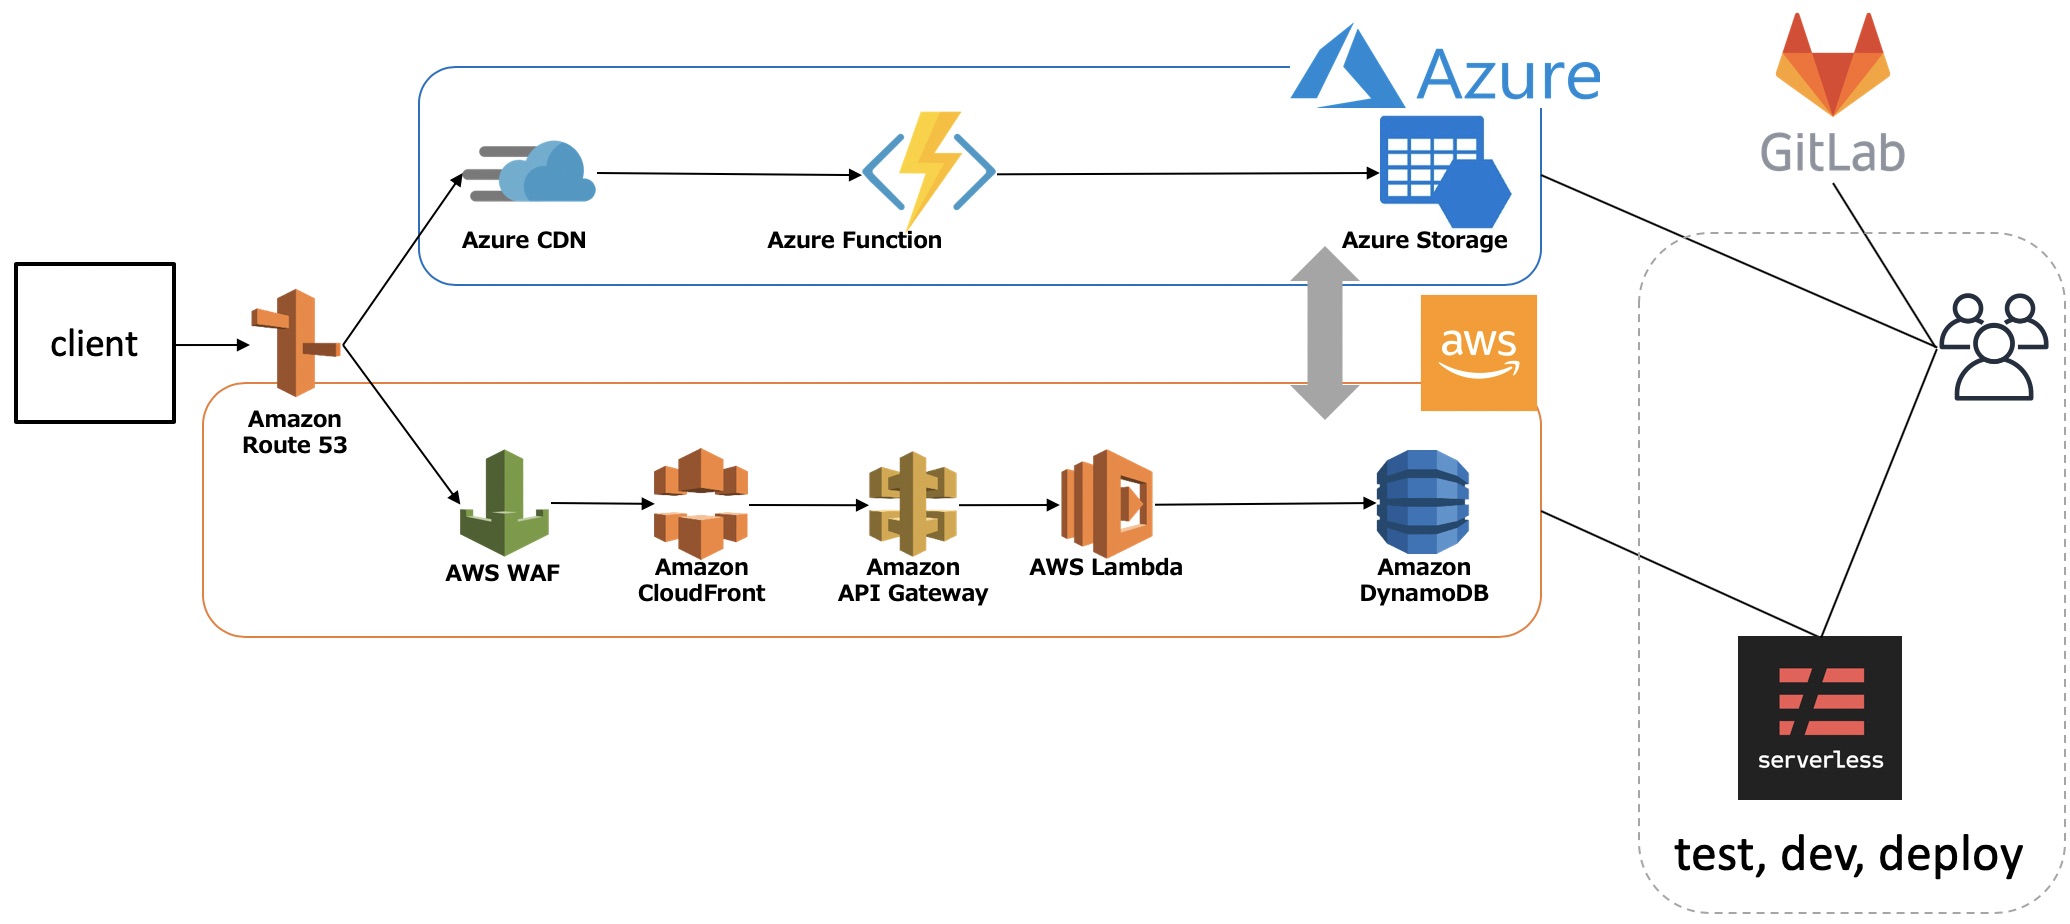 Azure
GitLab
Azure CDN
Azure Function
Azure Storage
client
aws
Amazon
Route 53
AWS WAF
Amazon
CloudFront
Amazon
API Gateway
AWS Lambda
Amazon
DynamoDB
serverless
test, dev, deploy